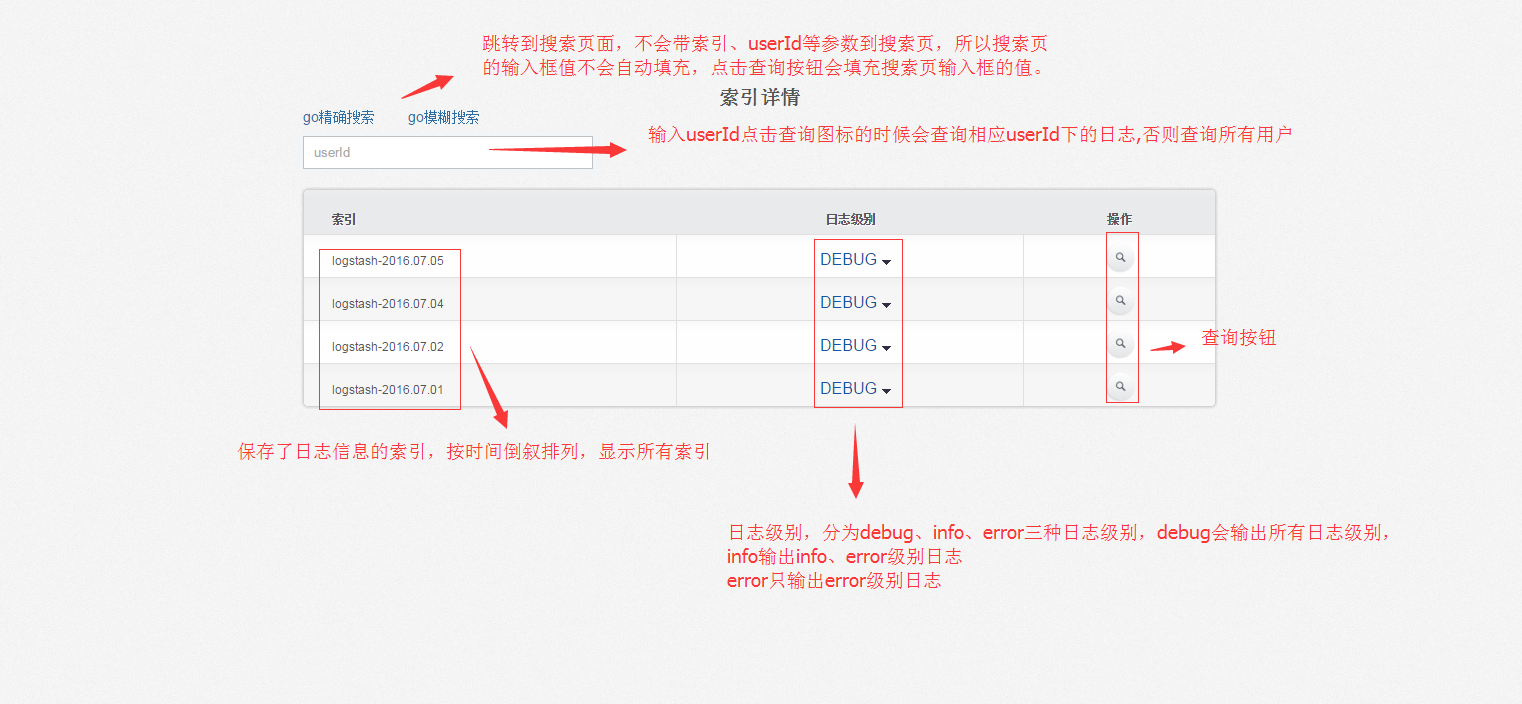 跳转到搜索页面，不会带索引、userId等参数到搜索页，所以搜索页
的输入框值不会自动填充，点击查询按钮会填充搜索页输入框的值。
索引详情
go精确搜索 go模糊搜索
输入userId点击查询图标的时候会查询相应userId下的日志,否则查询所有用户
userId
索引 日志级别 操作
logstash-2016.07.05 DEBUG
logstash-2016.07.04 DEBUG
logstash-2016.07.02 DEBUG
查询按钮
logstash-2016.07.01 DEBUG
保存了日志信息的索引，按时间倒叙排列，显示所有索引
日志级别，分为debug、info、error三种日志级别，debug会输出所有日志级别，
info输出info、error级别日志
error只输出error级别日志